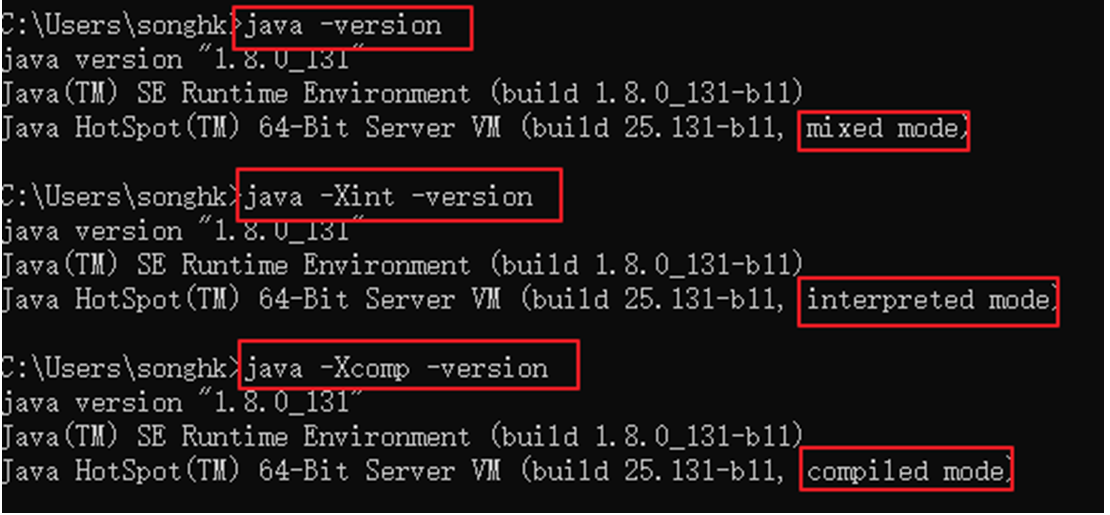 C:\Users\songhk>java -version
java version "1.8.0_131"
Java(TM) SE Runtime Environment (build 1.8.0_131-b11)
Java HotSpot(TM) 64-Bit Server VM (build 25.131-b11, mixed mode)
C:\Users\songhk>java -Xint -version
java version "1.8.0_131"
Java(TM) SE Runtime Environment (build 1.8.0_131-b11)
Java HotSpot(TM) 64-Bit Server VM (build 25.131-b11, interpreted mode)
C:\Users\songhk>java -Xcomp -version
java version "1.8.0_131"
Java(TM) SE Runtime Environment (build 1.8.0_131-b11)
Java HotSpot(TM) 64-Bit Server VM (build 25.131-b11, compiled mode)